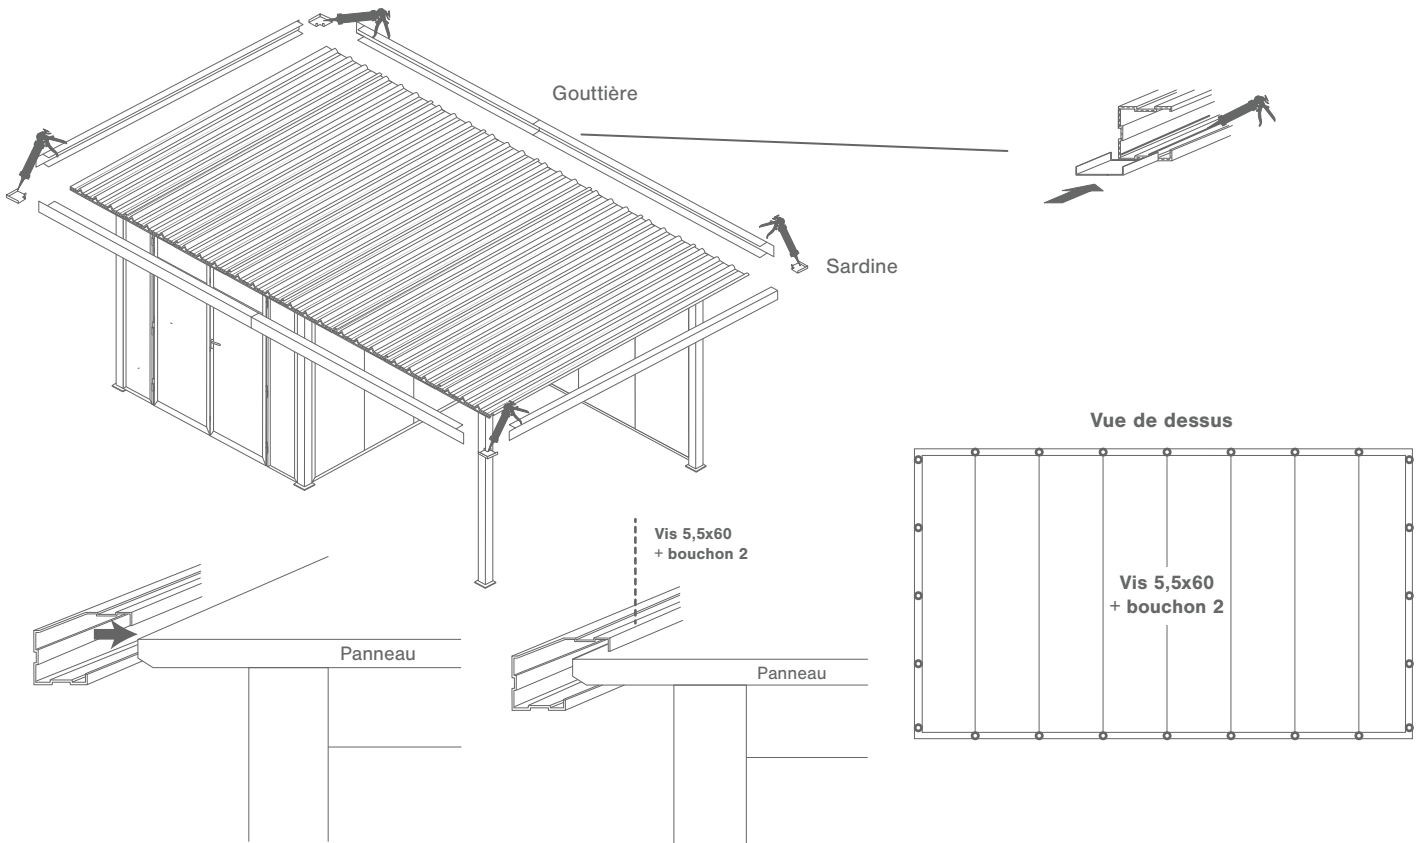 Gouttière
Sardine
Vue de dessus
Vis 5,5x60
+ bouchon 2
Vis 5,5x60
+ bouchon 2
Panneau
Panneau